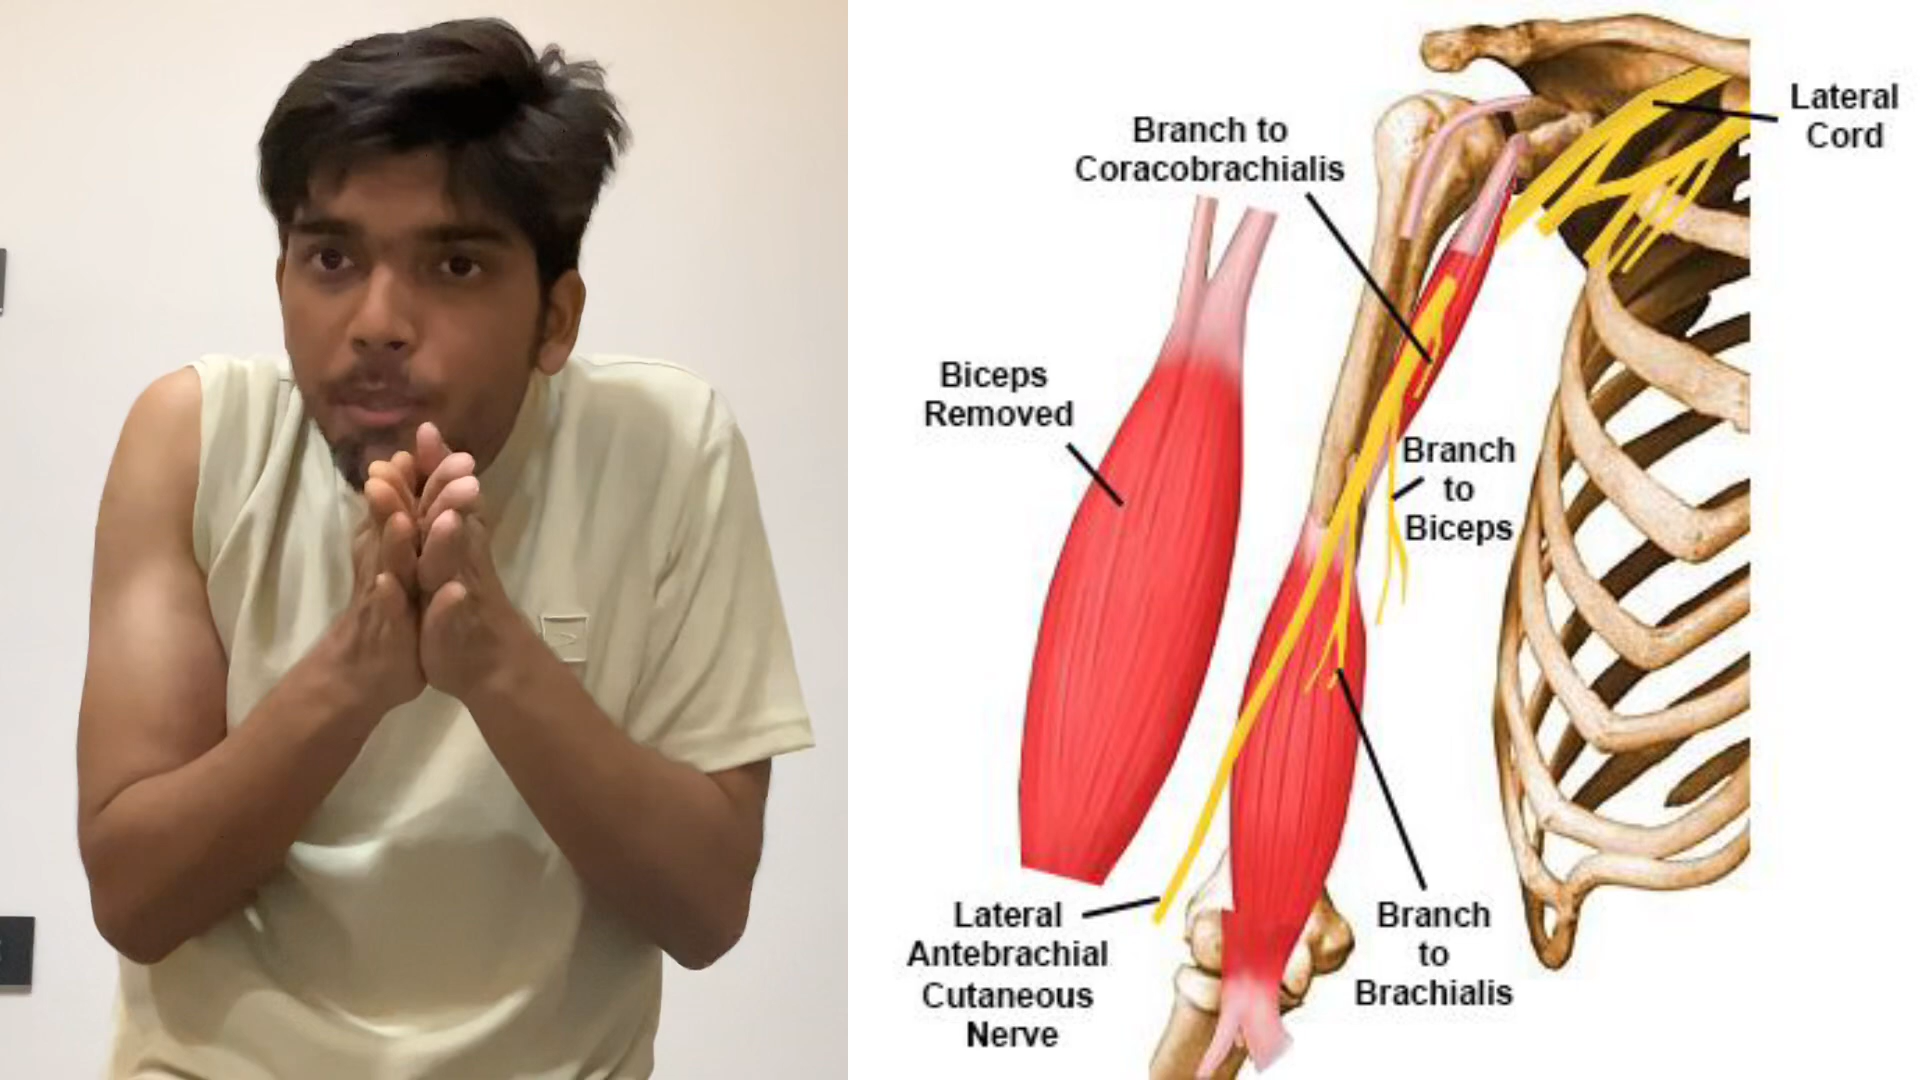 Lateral
Cord
Branch to
Coracobrachialis
Biceps
Removed
Branch
to
Biceps
Lateral
Antebrachial
Cutaneous
Nerve
Branch
to
Brachialis